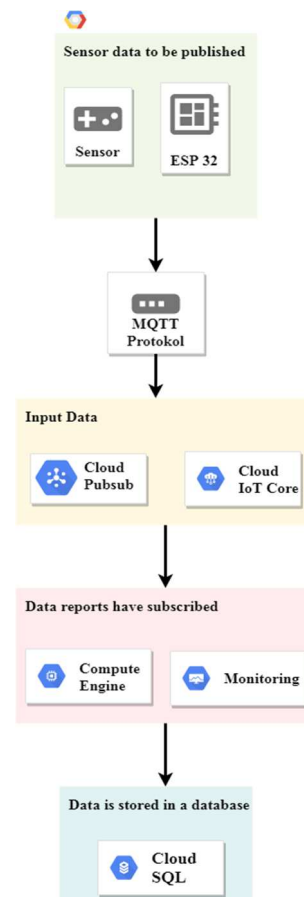 Sensor data to be published
Sensor
ESP 32
MQTT
Protokol
Input Data
Cloud
Pubsub
Cloud
IoT Core
Data reports have subscribed
Compute
Engine
Monitoring
Data is stored in a database
Cloud
SQL